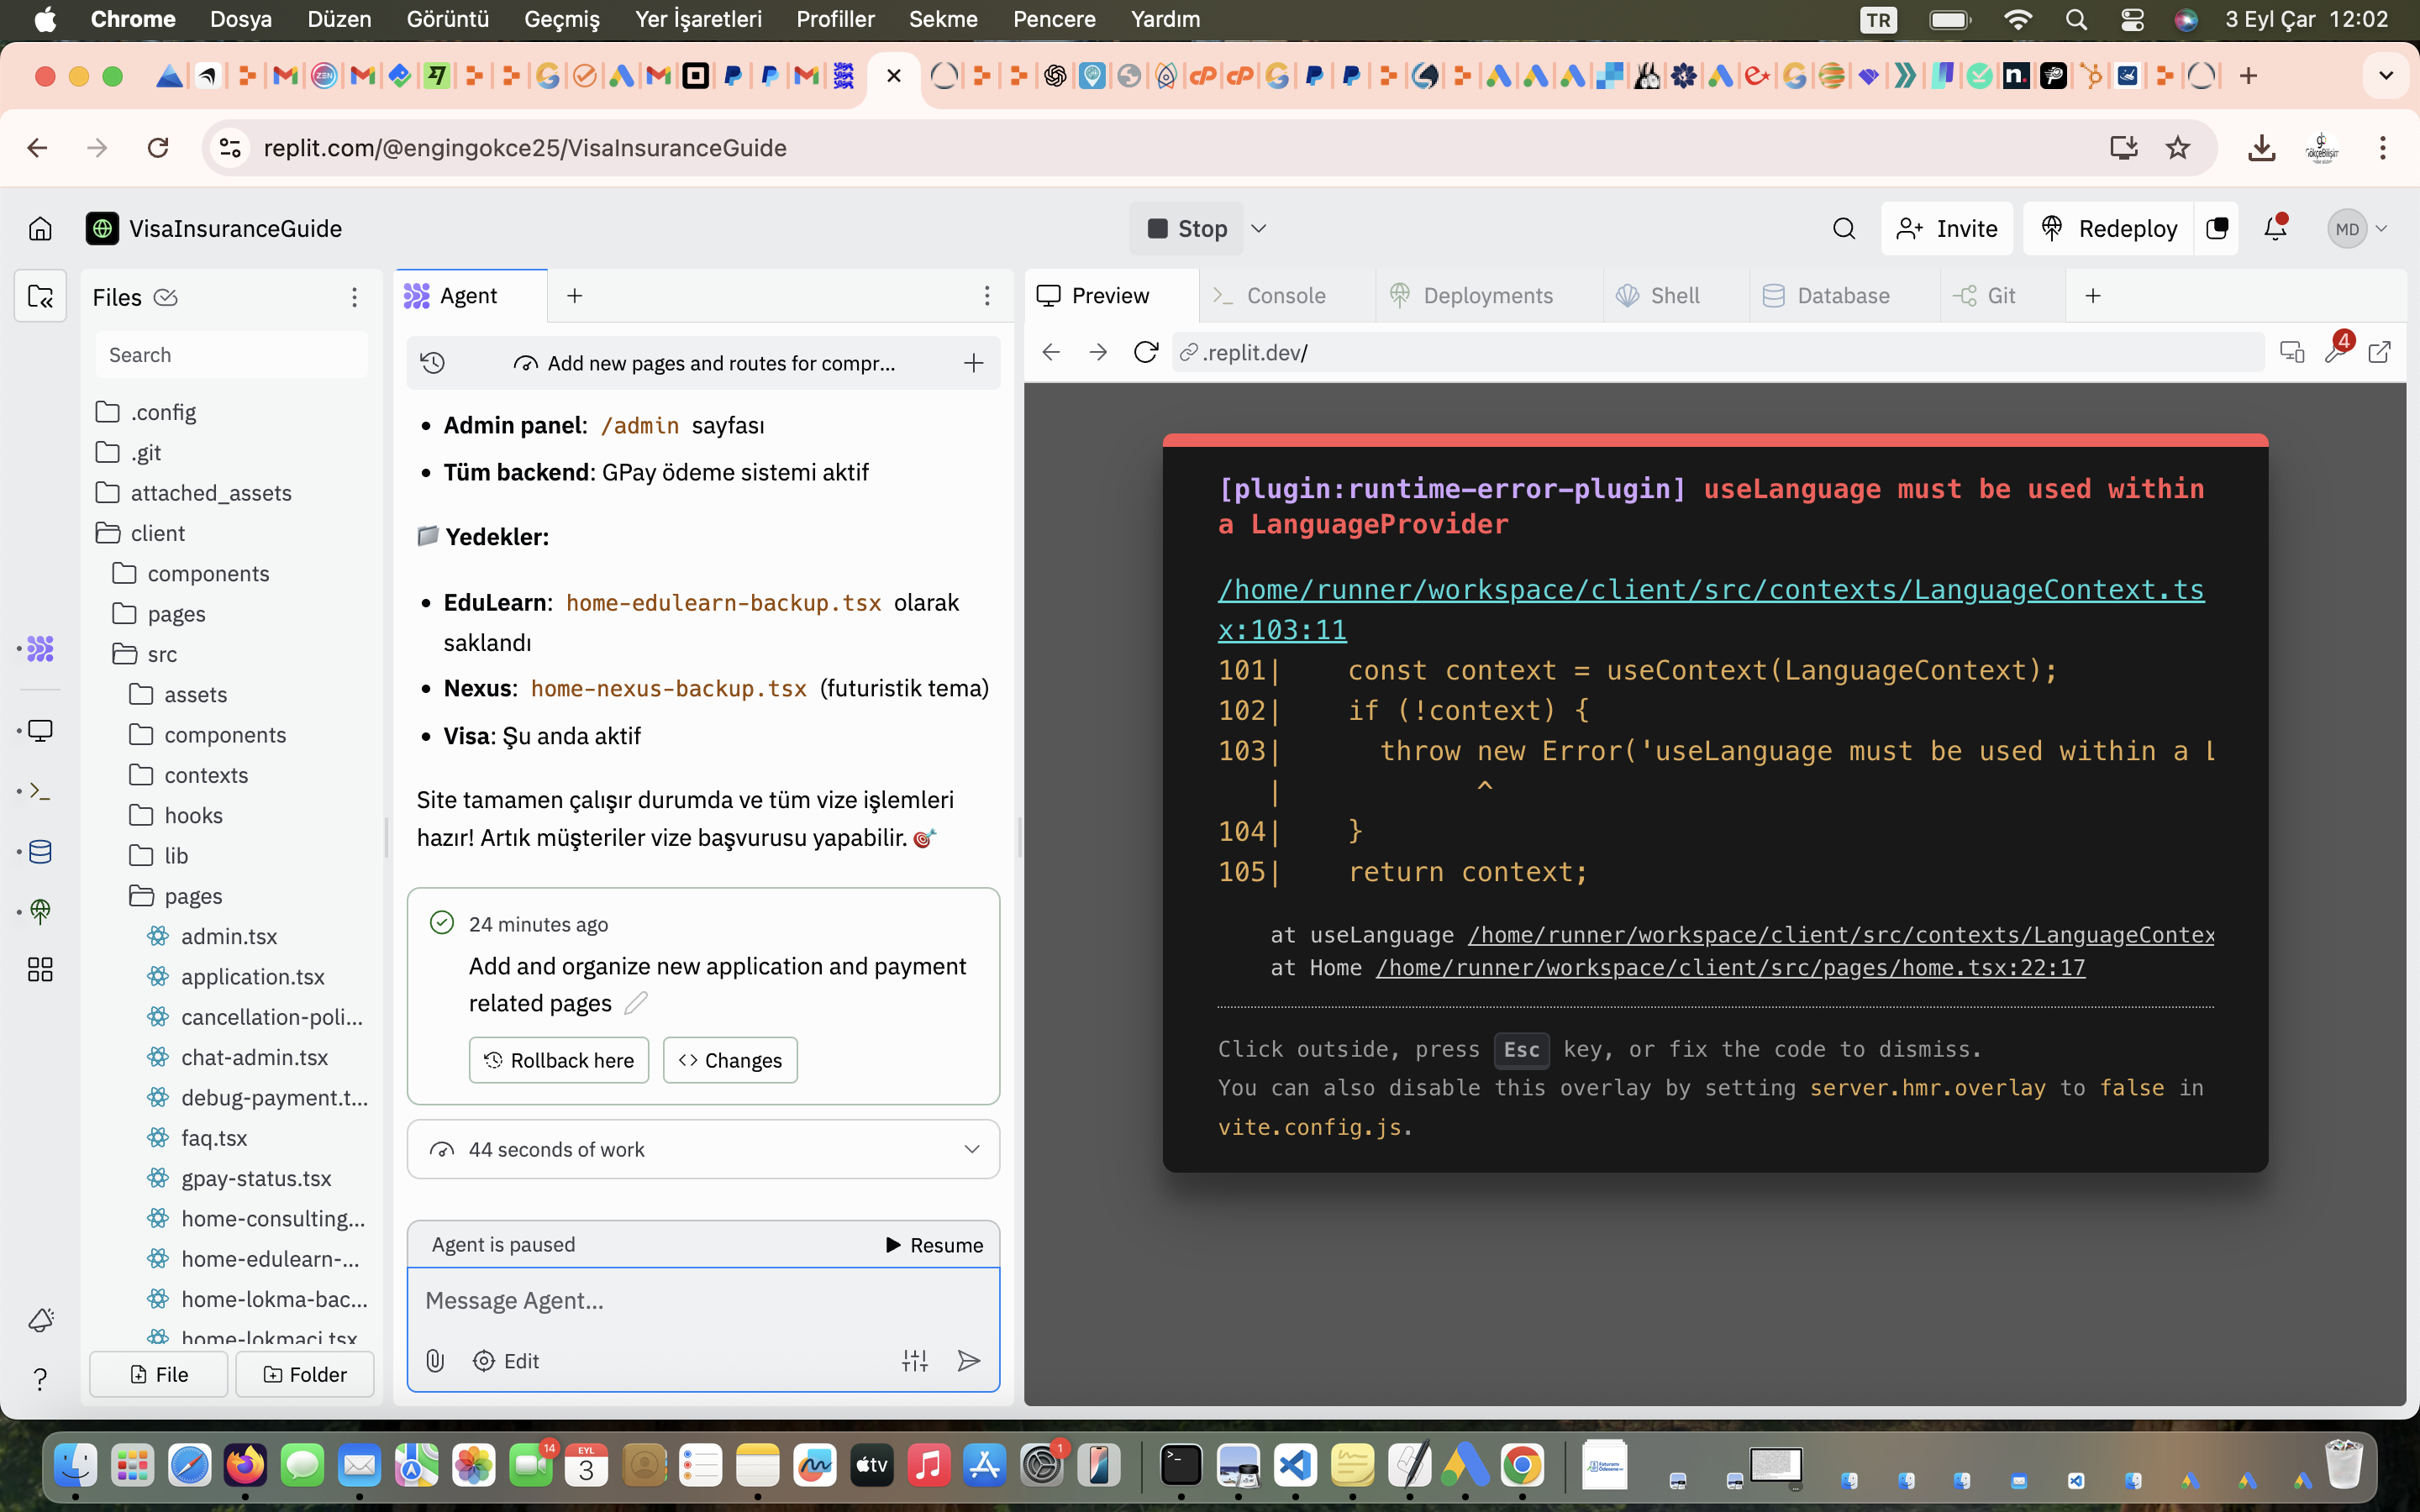 Chrome Dosya Düzen Görüntü Geçmiş Yer İşaretleri Profiller Sekme Pencere Yardım TR 3 Eyl Çar 12:02
replit.com/@engingokce25/VisaInsuranceGuide
VisaInsuranceGuide
Stop
Invite
Redeploy
MD
Files
Search
.config
.git
attached_assets
client
components
pages
src
assets
components
contexts
hooks
lib
pages
admin.tsx
application.tsx
cancellation-poli...
chat-admin.tsx
debug-payment.t...
faq.tsx
gpay-status.tsx
home-consulting...
home-edulearn-...
home-lokma-bac...
home-lokmaci.tsx
File Folder
Agent
Add new pages and routes for compr...
• Admin panel: /admin sayfası
• Tüm backend: GPay ödeme sistemi aktif
Yedekler:
• EduLearn: home-edulearn-backup.tsx olarak
saklandı
• Nexus: home-nexus-backup.tsx (futuristik tema)
• Visa: Şu anda aktif
Site tamamen çalışır durumda ve tüm vize işlemleri
hazır! Artık müşteriler vize başvurusu yapabilir.
24 minutes ago
Add and organize new application and payment
related pages
Rollback here Changes
44 seconds of work
Agent is paused Resume
Message Agent...
Edit
Preview Console Deployments Shell Database Git
.replit.dev/
4
[plugin:runtime-error-plugin] useLanguage must be used within
a LanguageProvider
/home/runner/workspace/client/src/contexts/LanguageContext.ts
x:103:11
101| const context = useContext(LanguageContext);
102| if (!context) {
103| throw new Error('useLanguage must be used within a L
| ^
104| }
105| return context;
at useLanguage /home/runner/workspace/client/src/contexts/LanguageContex
at Home /home/runner/workspace/client/src/pages/home.tsx:22:17
Click outside, press Esc key, or fix the code to dismiss.
You can also disable this overlay by setting server.hmr.overlay to false in
vite.config.js.
14
EYL
3
tv
1